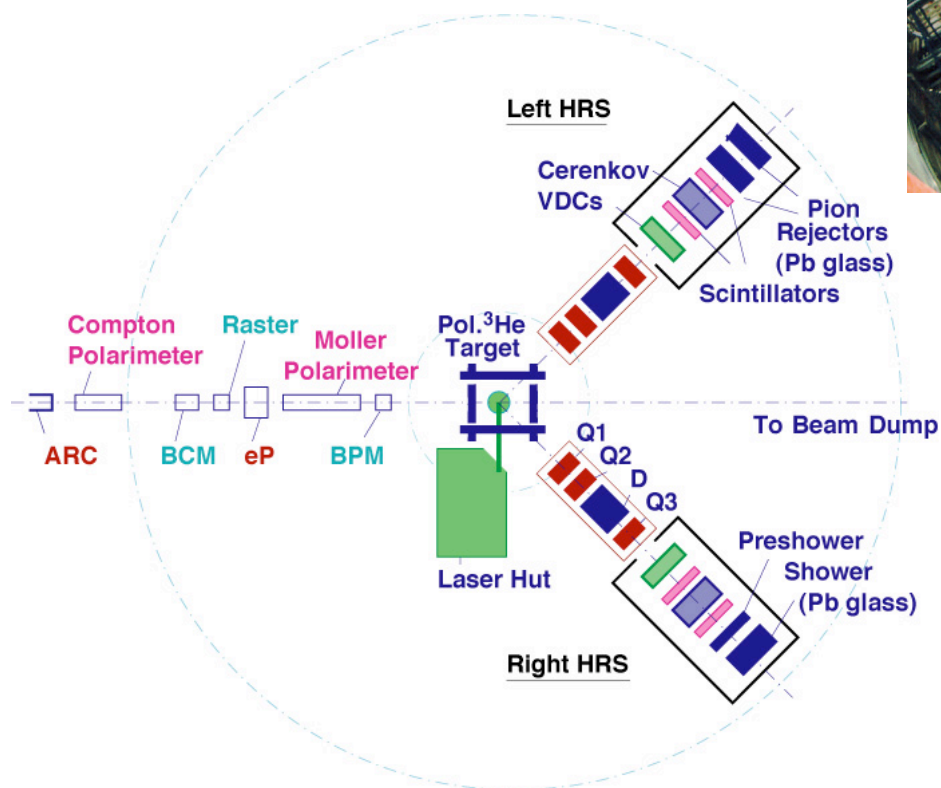 Left HRS
Cerenkov
VDCs
Pion
Rejectors
(Pb glass)
Scintillators
Compton
Polarimeter
Raster
Moller
Polarimeter
Pol.³He
Target
To Beam Dump
ARC
BCM
eP
BPM
Q1
Q2
D
Q3
Laser Hut
Preshower
Shower
(Pb glass)
Right HRS